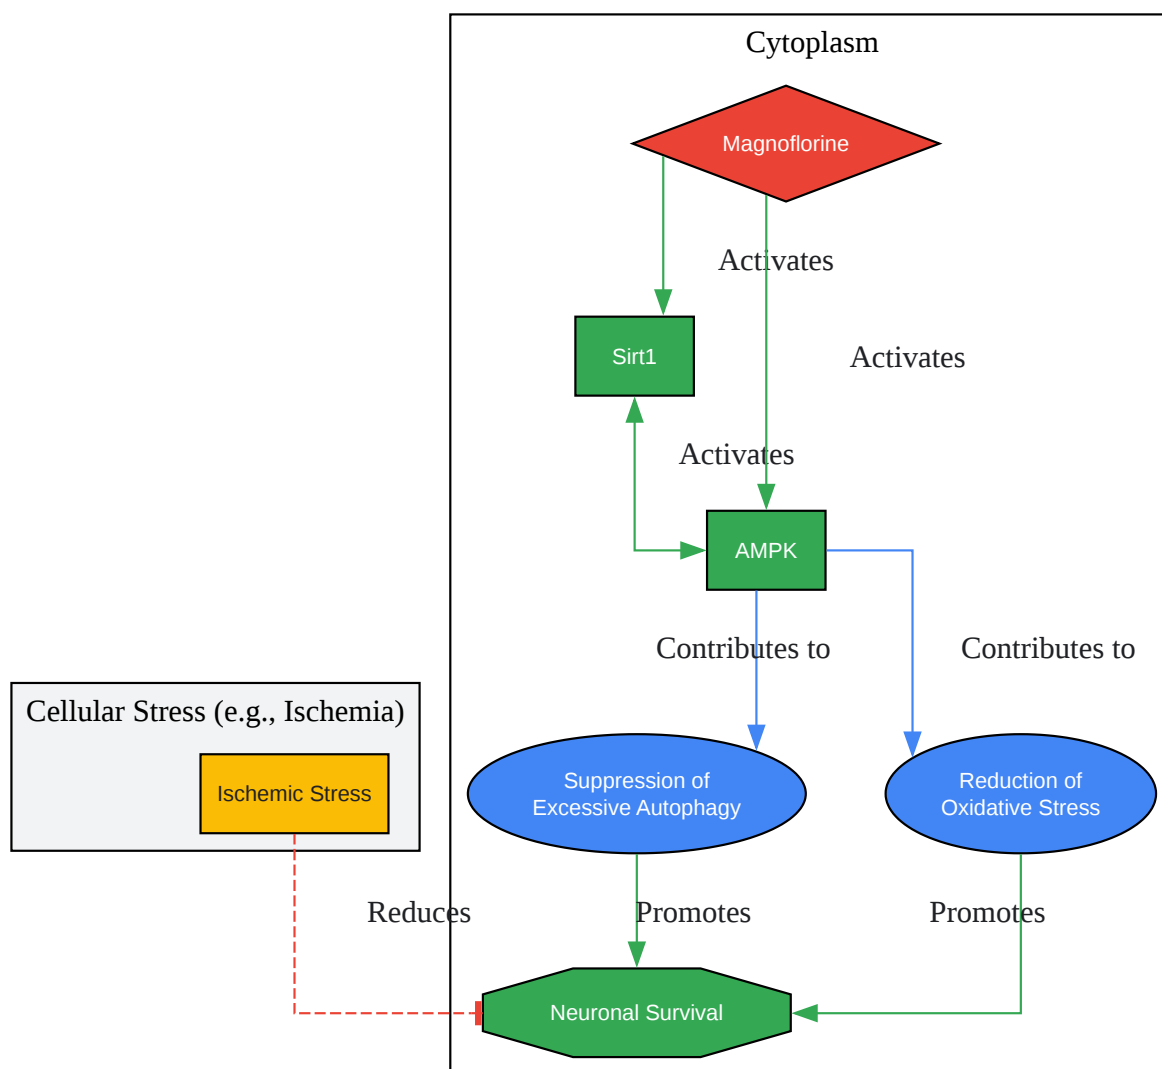 Cytoplasm
Magnoflorine
Activates
Sirt1
Activates
Activates
AMPK
Contributes to
Contributes to
Cellular Stress (e.g., Ischemia)
Ischemic Stress
Suppression of
Excessive Autophagy
Reduction of
Oxidative Stress
Reduces
Promotes
Promotes
Neuronal Survival